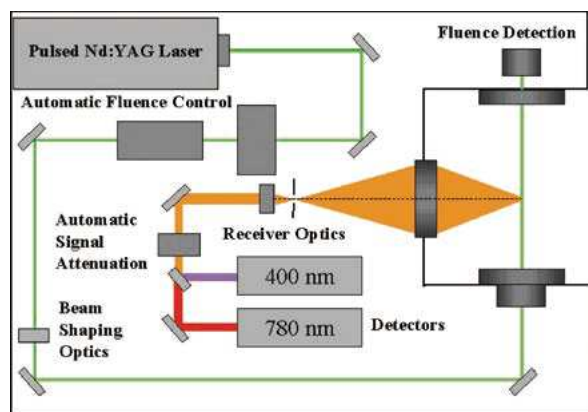 Pulsed Nd:YAG Laser
Fluence Detection
Automatic Fluence Control
Automatic
Signal
Attenuation
Receiver Optics
400 nm
780 nm
Detectors
Beam
Shaping
Optics